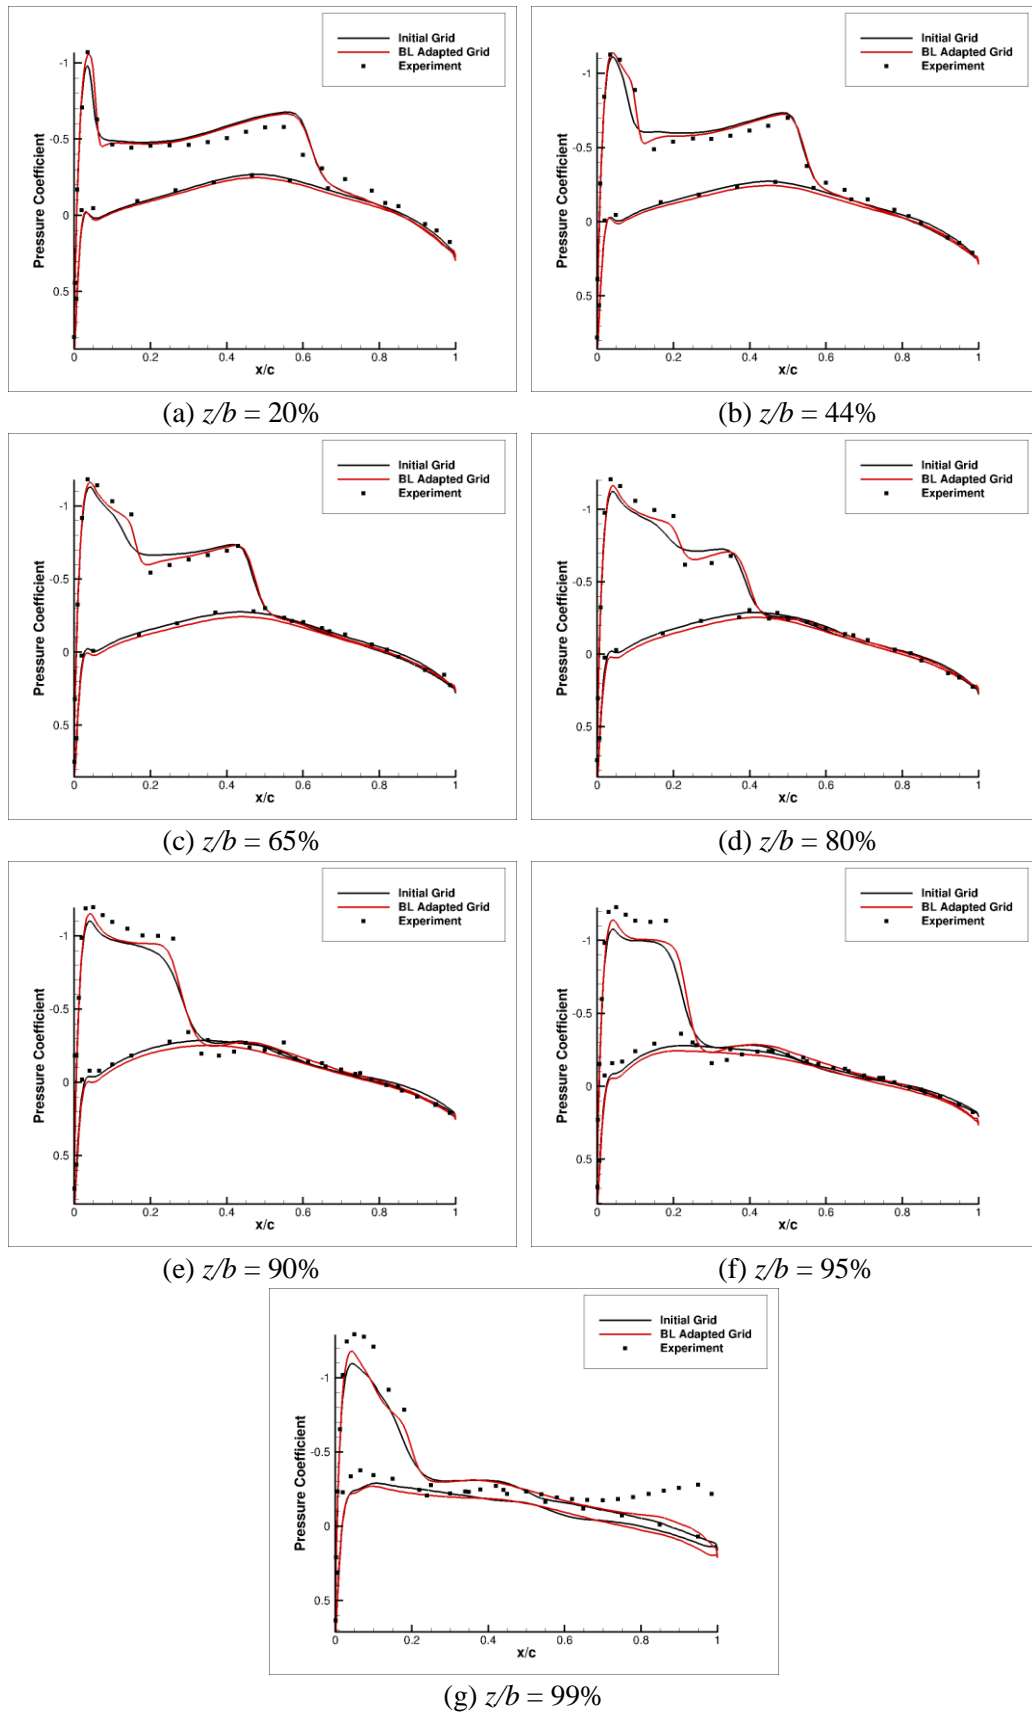 Initial Grid
BL Adapted Grid
Experiment
Pressure Coefficient
-1
-0.5
0
0.5
0 0.2 0.4 0.6 0.8 1
x/c
(a) z/b = 20%
Initial Grid
BL Adapted Grid
Experiment
Pressure Coefficient
-1
-0.5
0
0.5
0 0.2 0.4 0.6 0.8 1
x/c
(b) z/b = 44%
Initial Grid
BL Adapted Grid
Experiment
Pressure Coefficient
-1
-0.5
0
0.5
0 0.2 0.4 0.6 0.8 1
x/c
(c) z/b = 65%
Initial Grid
BL Adapted Grid
Experiment
Pressure Coefficient
-1
-0.5
0
0.5
0 0.2 0.4 0.6 0.8 1
x/c
(d) z/b = 80%
Initial Grid
BL Adapted Grid
Experiment
Pressure Coefficient
-1
-0.5
0
0.5
0 0.2 0.4 0.6 0.8 1
x/c
(e) z/b = 90%
Initial Grid
BL Adapted Grid
Experiment
Pressure Coefficient
-1
-0.5
0
0.5
0 0.2 0.4 0.6 0.8 1
x/c
(f) z/b = 95%
Initial Grid
BL Adapted Grid
Experiment
Pressure Coefficient
-1
-0.5
0
0.5
0 0.2 0.4 0.6 0.8 1
x/c
(g) z/b = 99%